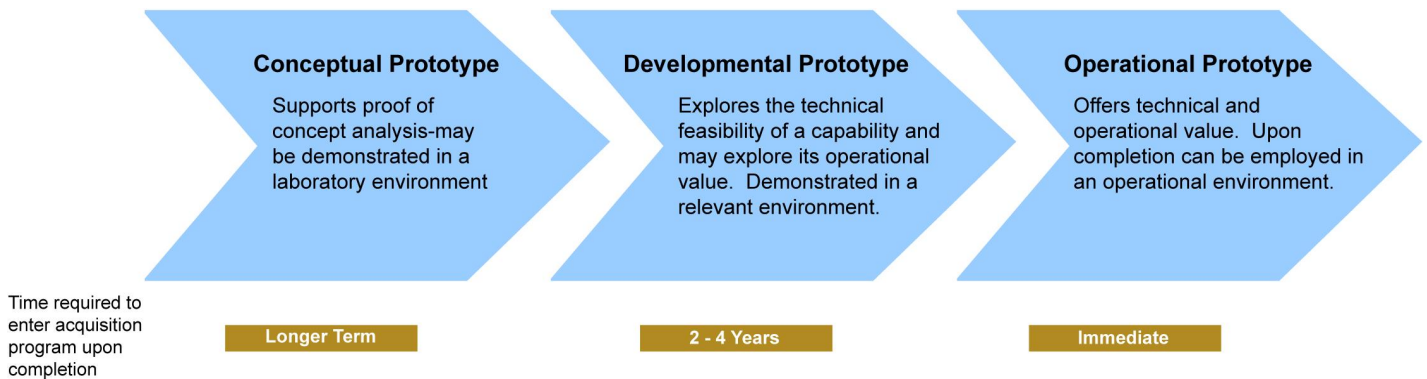 Conceptual Prototype
Supports proof of
concept analysis-may
be demonstrated in a
laboratory environment
Developmental Prototype
Explores the technical
feasibility of a capability and
may explore its operational
value.  Demonstrated in a
relevant environment.
Operational Prototype
Offers technical and
operational value.  Upon
completion can be employed in
an operational environment.
Time required to
enter acquisition
program upon
completion
Longer Term
2 - 4 Years
Immediate